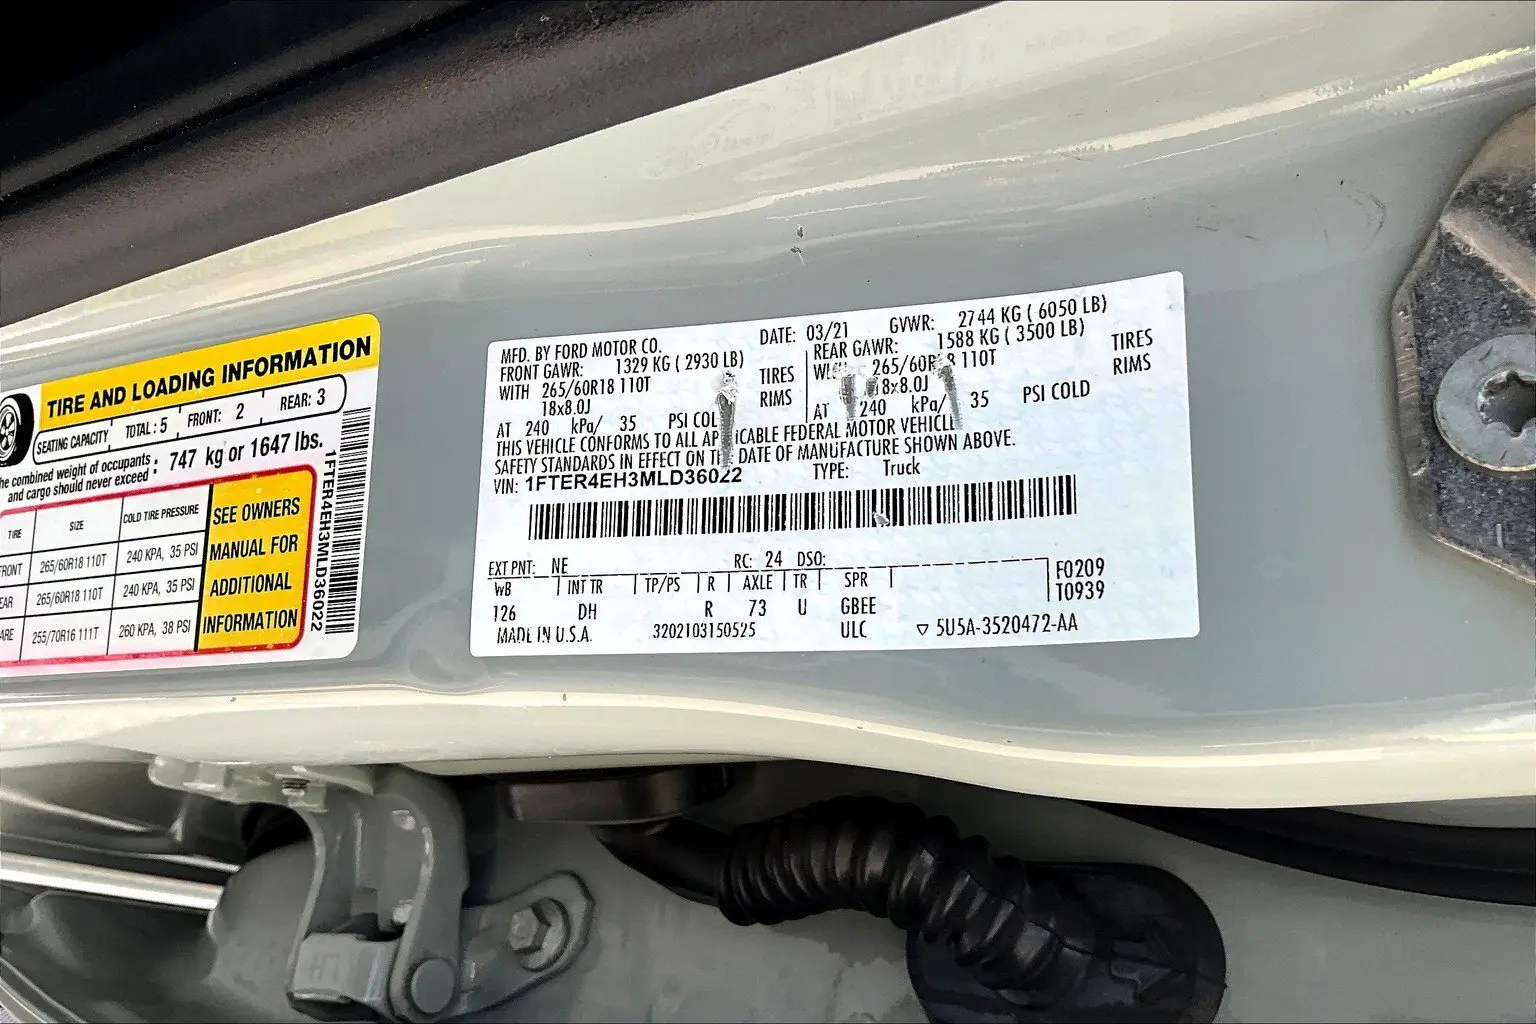 TIRE AND LOADING INFORMATION
SEATING CAPACITY TOTAL: 5 FRONT: 2 REAR: 3
combined weight of occupants
and cargo should never exceed : 747 kg or 1647 lbs.
TIRE SIZE COLD TIRE PRESSURE
FRONT 265/60R18 110T 240 KPA, 35 PSI
265/60R18 110T 240 KPA, 35 PSI
255/70R16 111T 260 KPA, 38 PSI
SEE OWNERS
MANUAL FOR
ADDITIONAL
INFORMATION
1FTER4EH3MLD36022
MFD. BY FORD MOTOR CO. DATE: 03/21 GVWR: 2744 KG ( 6050 LB)
FRONT GAWR: 1329 KG ( 2930 LB) REAR GAWR: 1588 KG ( 3500 LB)
WITH 265/60R18 110T TIRES 265/60R18 110T TIRES
18x8.0J RIMS 18x8.0J RIMS
AT 240 kPa/ 35 PSI COLD AT 240 kPa/ 35 PSI COLD
THIS VEHICLE CONFORMS TO ALL APPLICABLE FEDERAL MOTOR VEHICLE
SAFETY STANDARDS IN EFFECT ON THE DATE OF MANUFACTURE SHOWN ABOVE.
VIN: 1FTER4EH3MLD36022 TYPE: Truck
EXT PNT: NE RC: 24 DSO:
WB INT TR TP/PS R AXLE TR SPR F0209
126 DH R 73 U GBEE T0939
MADE IN U.S.A. 3202103150525 ULC ▽ 5U5A-3520472-AA
LH